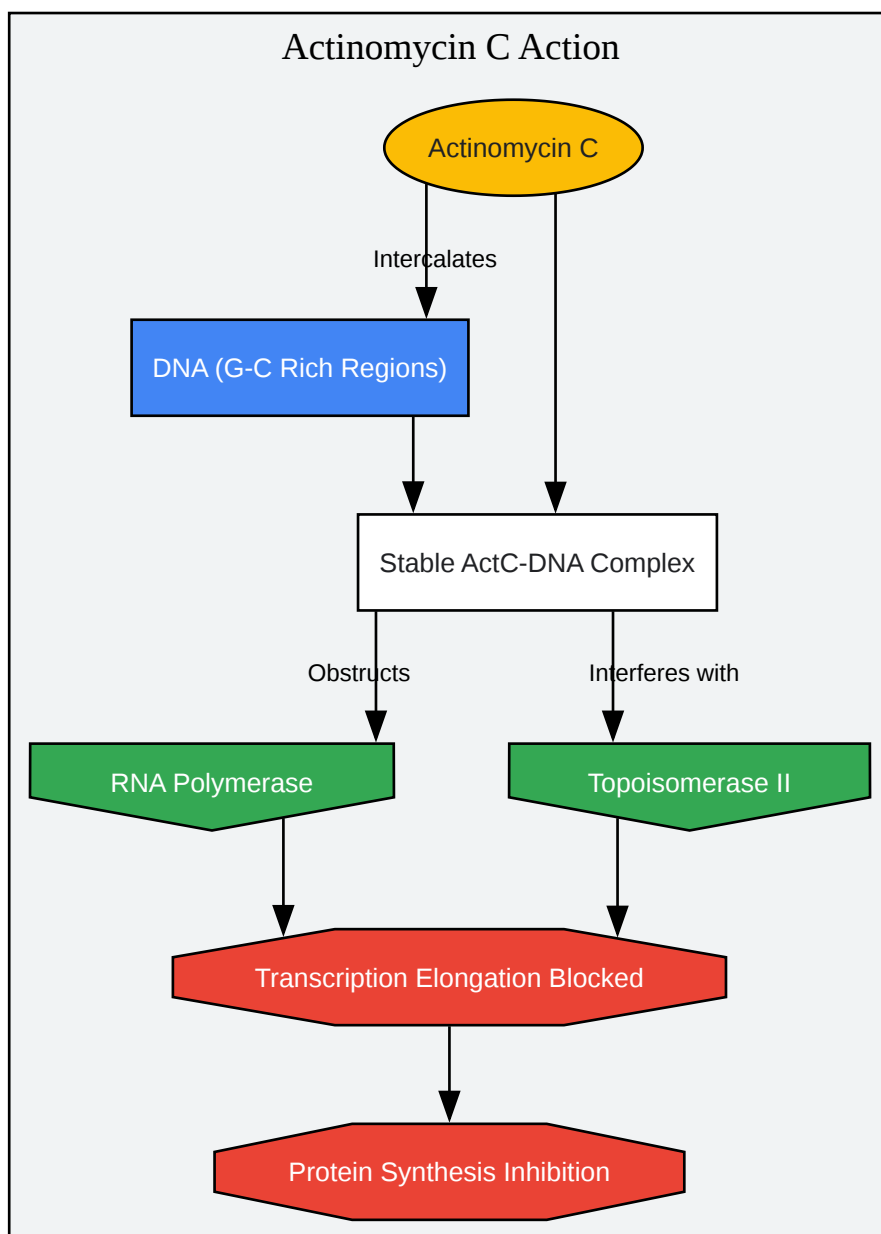 Actinomycin C Action
Actinomycin C
Intercalates
DNA (G-C Rich Regions)
Stable ActC-DNA Complex
Obstructs
Interferes with
RNA Polymerase
Topoisomerase II
Transcription Elongation Blocked
Protein Synthesis Inhibition